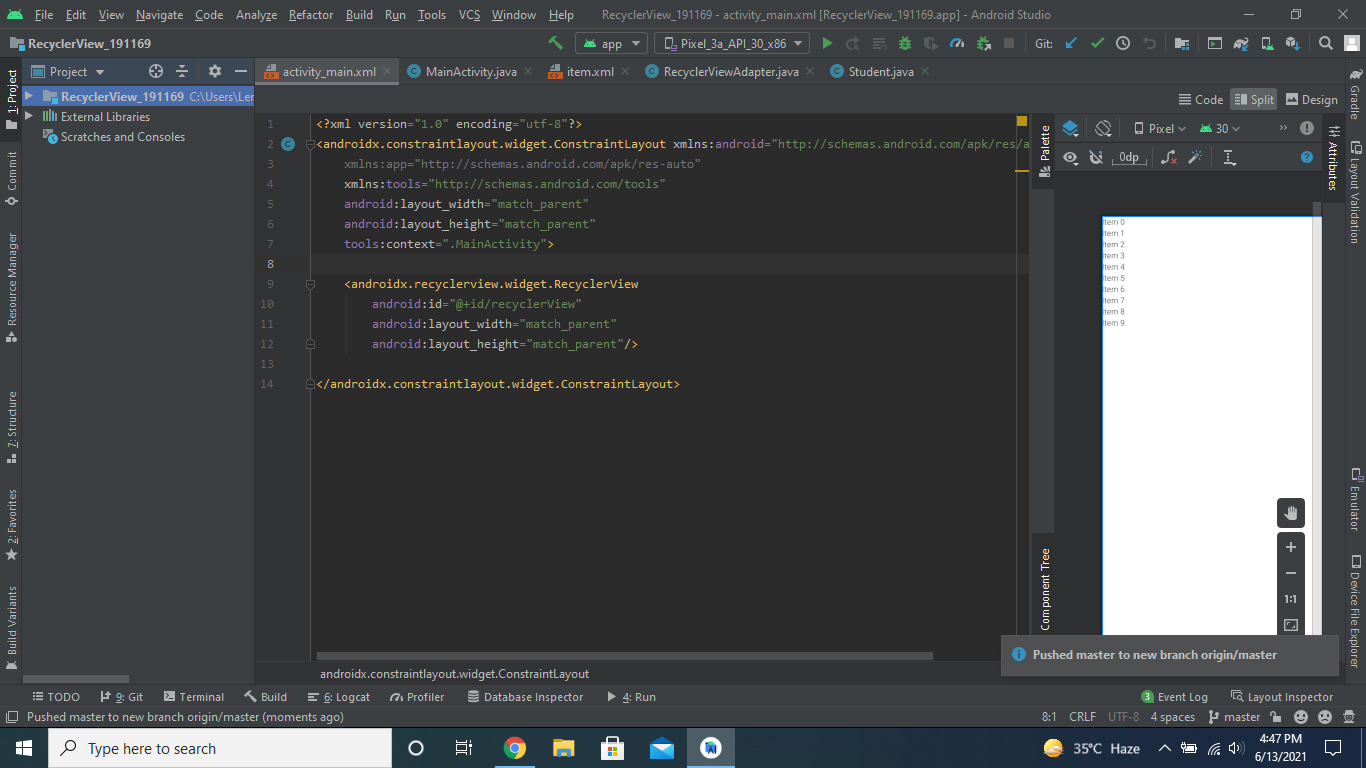 File Edit View Navigate Code Analyze Refactor Build Run Tools VCS Window Help RecyclerView_191169 - activity_main.xml [RecyclerView_191169.app] - Android Studio
RecyclerView_191169 app Pixel_3a_API_30_x86 Git:
Project activity_main.xml MainActivity.java item.xml RecyclerViewAdapter.java Student.java
RecyclerView_191169 C:\Users\Ler
External Libraries
Scratches and Consoles
Code Split Design
Pixel 30
0dp
1 <?xml version="1.0" encoding="utf-8"?>
2 <androidx.constraintlayout.widget.ConstraintLayout xmlns:android="http://schemas.android.com/apk/res/a
3 xmlns:app="http://schemas.android.com/apk/res-auto"
4 xmlns:tools="http://schemas.android.com/tools"
5 android:layout_width="match_parent"
6 android:layout_height="match_parent"
7 tools:context=".MainActivity">
8
9 <androidx.recyclerview.widget.RecyclerView
10 android:id="@+id/recyclerView"
11 android:layout_width="match_parent"
12 android:layout_height="match_parent"/>
13
14 </androidx.constraintlayout.widget.ConstraintLayout>
Item 0
Item 1
Item 2
Item 3
Item 4
Item 5
Item 6
Item 7
Item 8
Item 9
1:1
1: Project
Commit
Resource Manager
7: Structure
2: Favorites
Build Variants
Palette
Component Tree
Attributes
Gradle
Layout Validation
Emulator
Device File Explorer
Pushed master to new branch origin/master
androidx.constraintlayout.widget.ConstraintLayout
TODO 9: Git Terminal Build 6: Logcat Profiler Database Inspector 4: Run 3 Event Log Layout Inspector
Pushed master to new branch origin/master (moments ago) 8:1 CRLF UTF-8 4 spaces master
Type here to search 35°C Haze 4:47 PM
6/13/2021